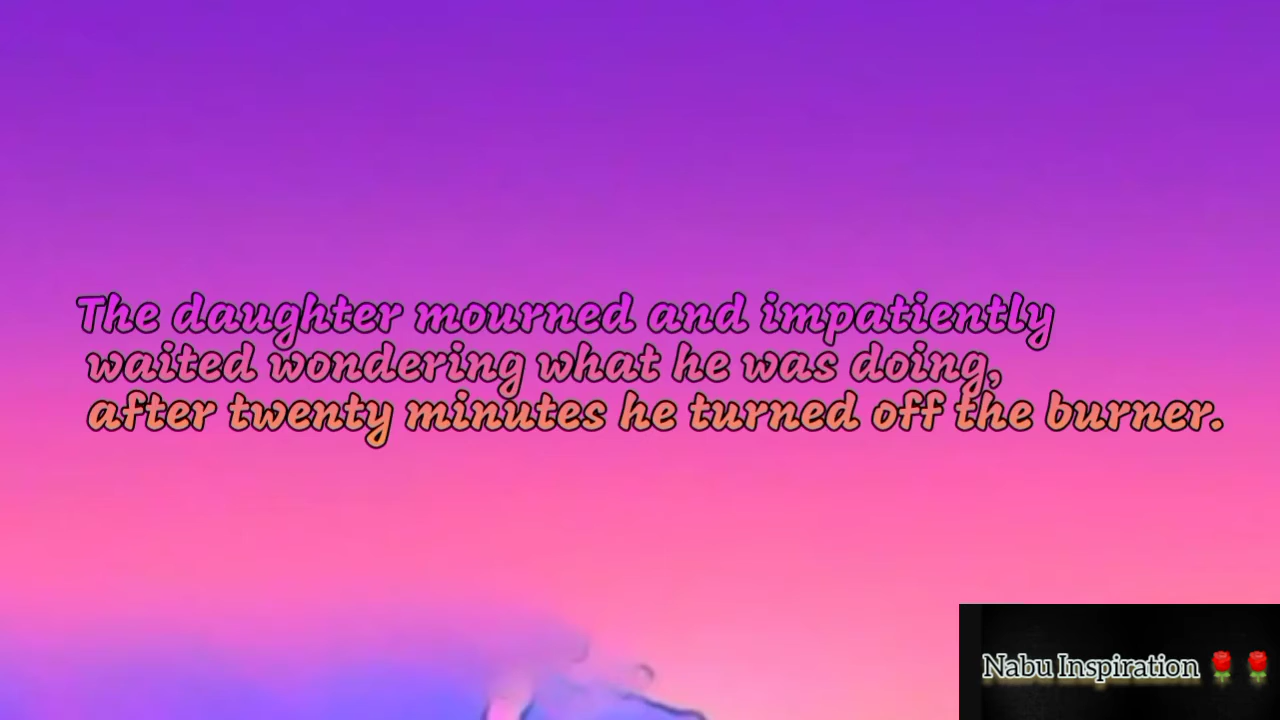 The daughter mourned and impatiently
waited wondering what he was doing,
after twenty minutes he turned off the burner.
Nabu Inspiration 🌹🌹